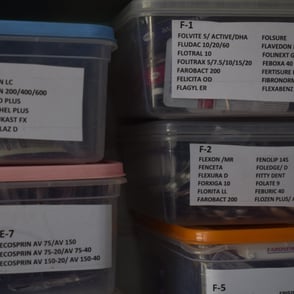 F-1
FOLVITE 5/ ACTIVE/DHA
FLUDAC 10/20/60
FLOTRAL 10
FOLITRAX 5/7.5/10/15/20
FAROBACT 200
FELICITA OD
FLAGYL ER
FOLSURE
FLAVEDON
FOLINEXT
FEBOXA 40
FERTISURE
FIBRONORM
FLEXABENZ
N LC
N 200/400/600
D PLUS
HEL PLUS
UKAST FX
LAZ D
F-2
FLEXON /MR
FENCETA
FLEXURA D
FORXIGA 10
FLORITA LL
FAROBACT 200
FENOLIP 145
FOLEDGE/ D
FITTY DENT
FOLATE 9
FEBURIC 40
FLOZEN PLUS/
E-7
ECOSPRIN AV 75/AV 150
ECOSPRIN AV 75-20/AV 75-40
ECOSPRIN AV 150-20/ AV 150-40
F-5